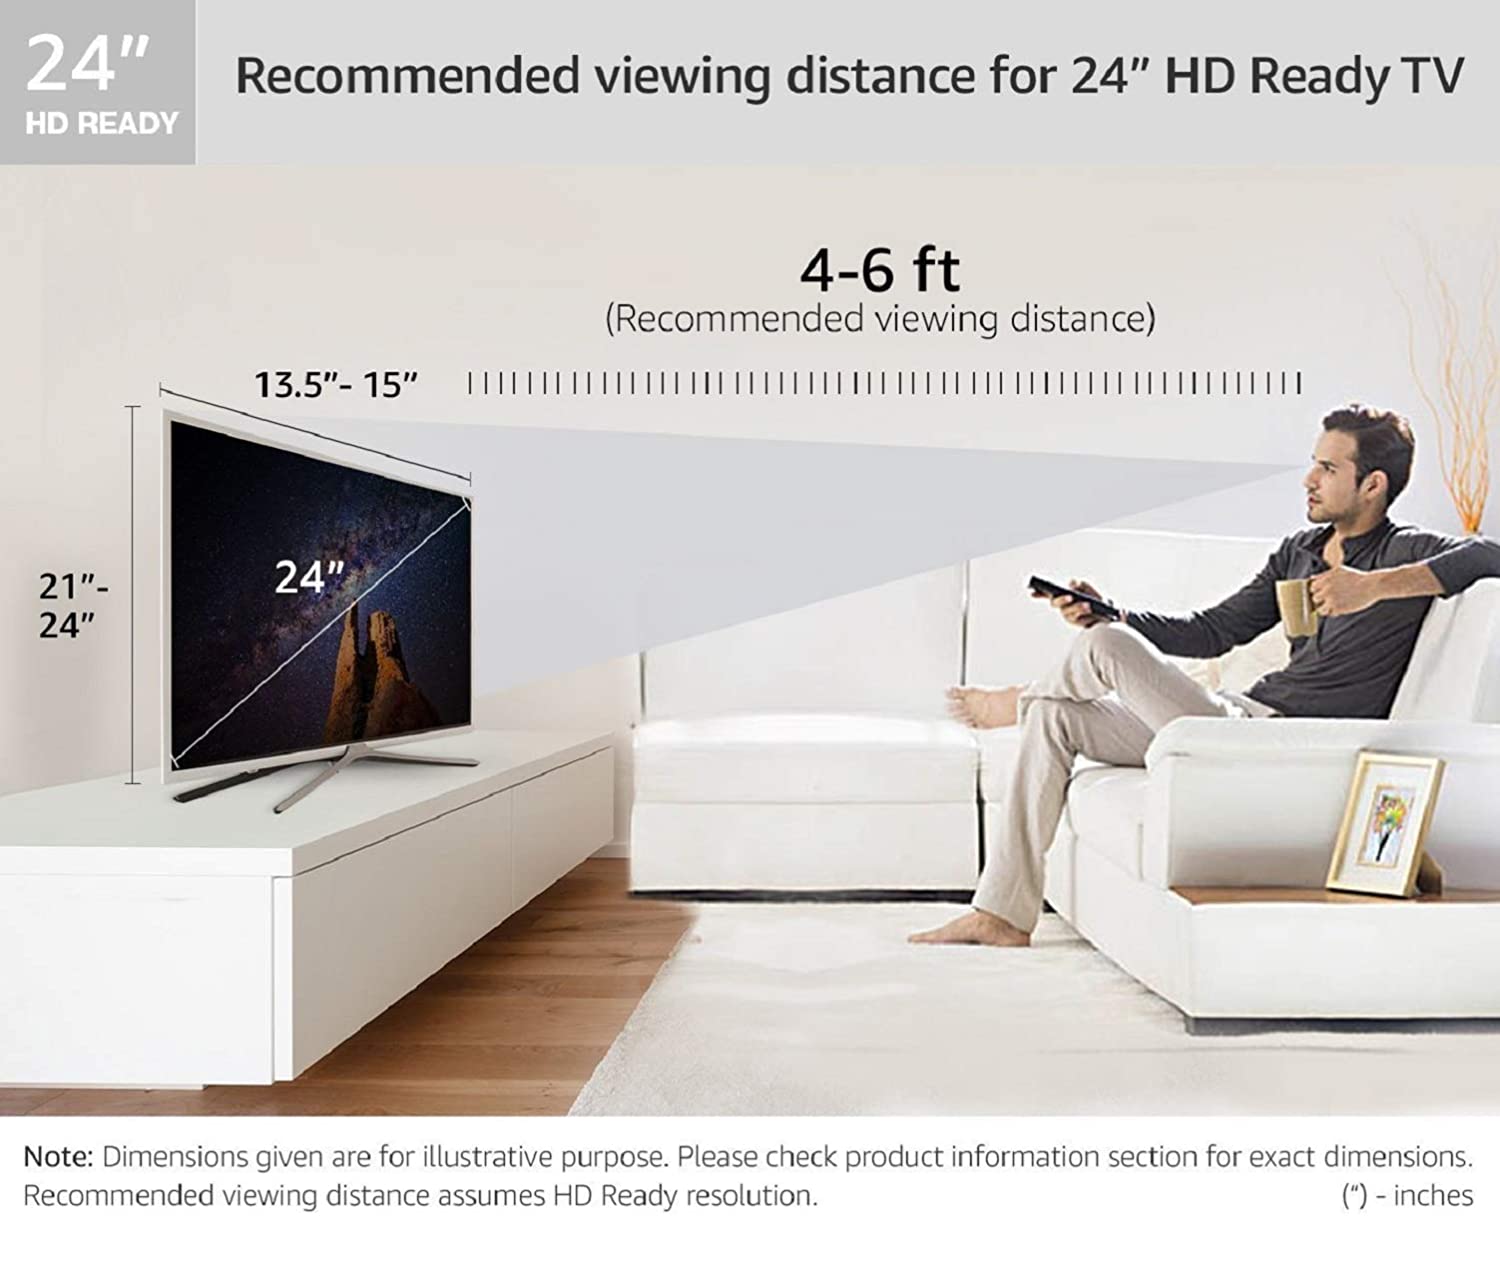 24"
HD READY
Recommended viewing distance for 24" HD Ready TV
4-6 ft
(Recommended viewing distance)
13.5"- 15"
21"-
24"
24"
Note: Dimensions given are for illustrative purpose. Please check product information section for exact dimensions.
Recommended viewing distance assumes HD Ready resolution.
(") - inches